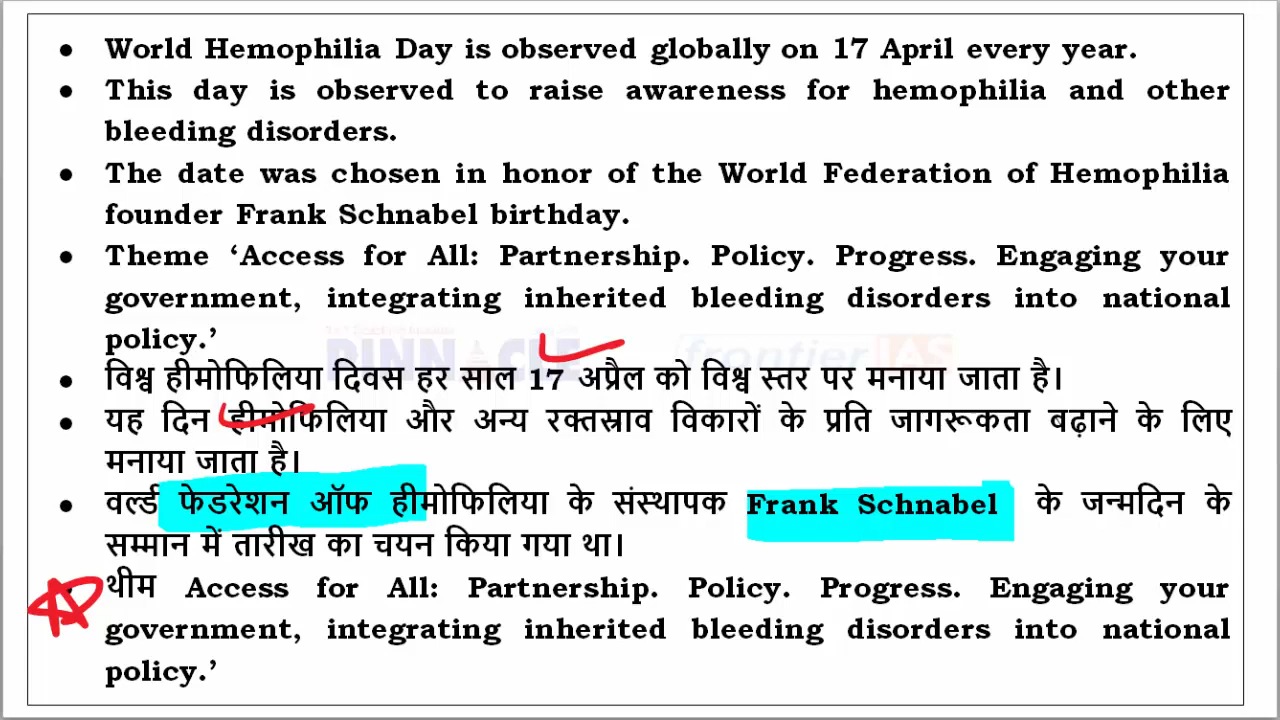 • World Hemophilia Day is observed globally on 17 April every year.
• This day is observed to raise awareness for hemophilia and other
bleeding disorders.
• The date was chosen in honor of the World Federation of Hemophilia
founder Frank Schnabel birthday.
• Theme ‘Access for All: Partnership. Policy. Progress. Engaging your
government, integrating inherited bleeding disorders into national
policy.’
PINNACLE frontier IAS
• विश्व हीमोफिलिया दिवस हर साल 17 अप्रैल को विश्व स्तर पर मनाया जाता है।
• यह दिन हीमोफिलिया और अन्य रक्तस्राव विकारों के प्रति जागरूकता बढ़ाने के लिए
मनाया जाता है।
• वर्ल्ड फेडरेशन ऑफ हीमोफिलिया के संस्थापक Frank Schnabel के जन्मदिन के
सम्मान में तारीख का चयन किया गया था।
• थीम Access for All: Partnership. Policy. Progress. Engaging your
government, integrating inherited bleeding disorders into national
policy.’